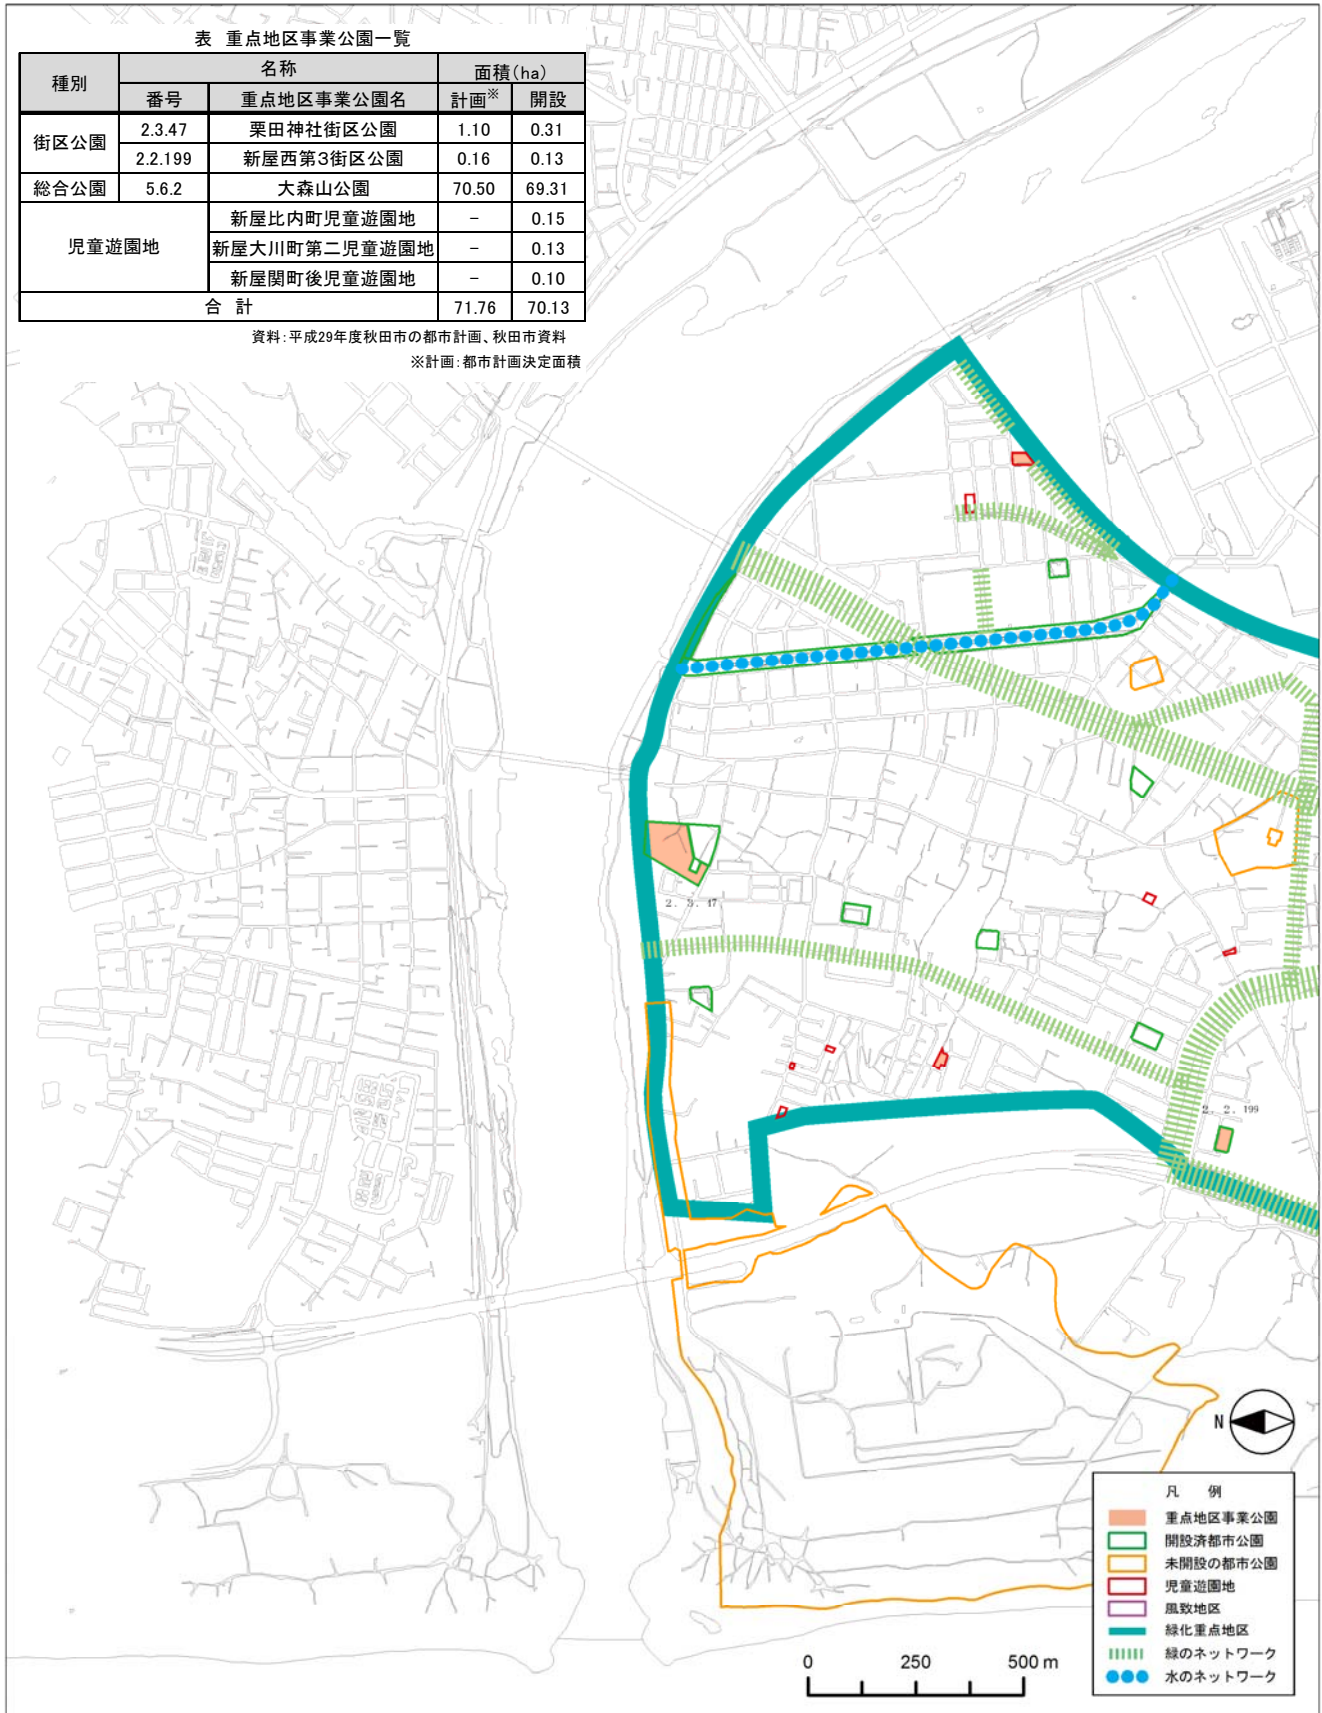 表 重点地区事業公園一覧
種別 名称 面積(ha)
番号 重点地区事業公園名 計画※ 開設
街区公園 2.3.47 栗田神社街区公園 1.10 0.31
2.2.199 新屋西第3街区公園 0.16 0.13
総合公園 5.6.2 大森山公園 70.50 69.31
児童遊園地 新屋比内町児童遊園地 - 0.15
新屋大川町第二児童遊園地 - 0.13
新屋関町後児童遊園地 - 0.10
合 計 71.76 70.13
資料:平成29年度秋田市の都市計画、秋田市資料
※計画:都市計画決定面積
2. 3. 47
2. 2. 199
N
凡 例
重点地区事業公園
開設済都市公園
未開設の都市公園
児童遊園地
風致地区
緑化重点地区
緑のネットワーク
水のネットワーク
0 250 500 m